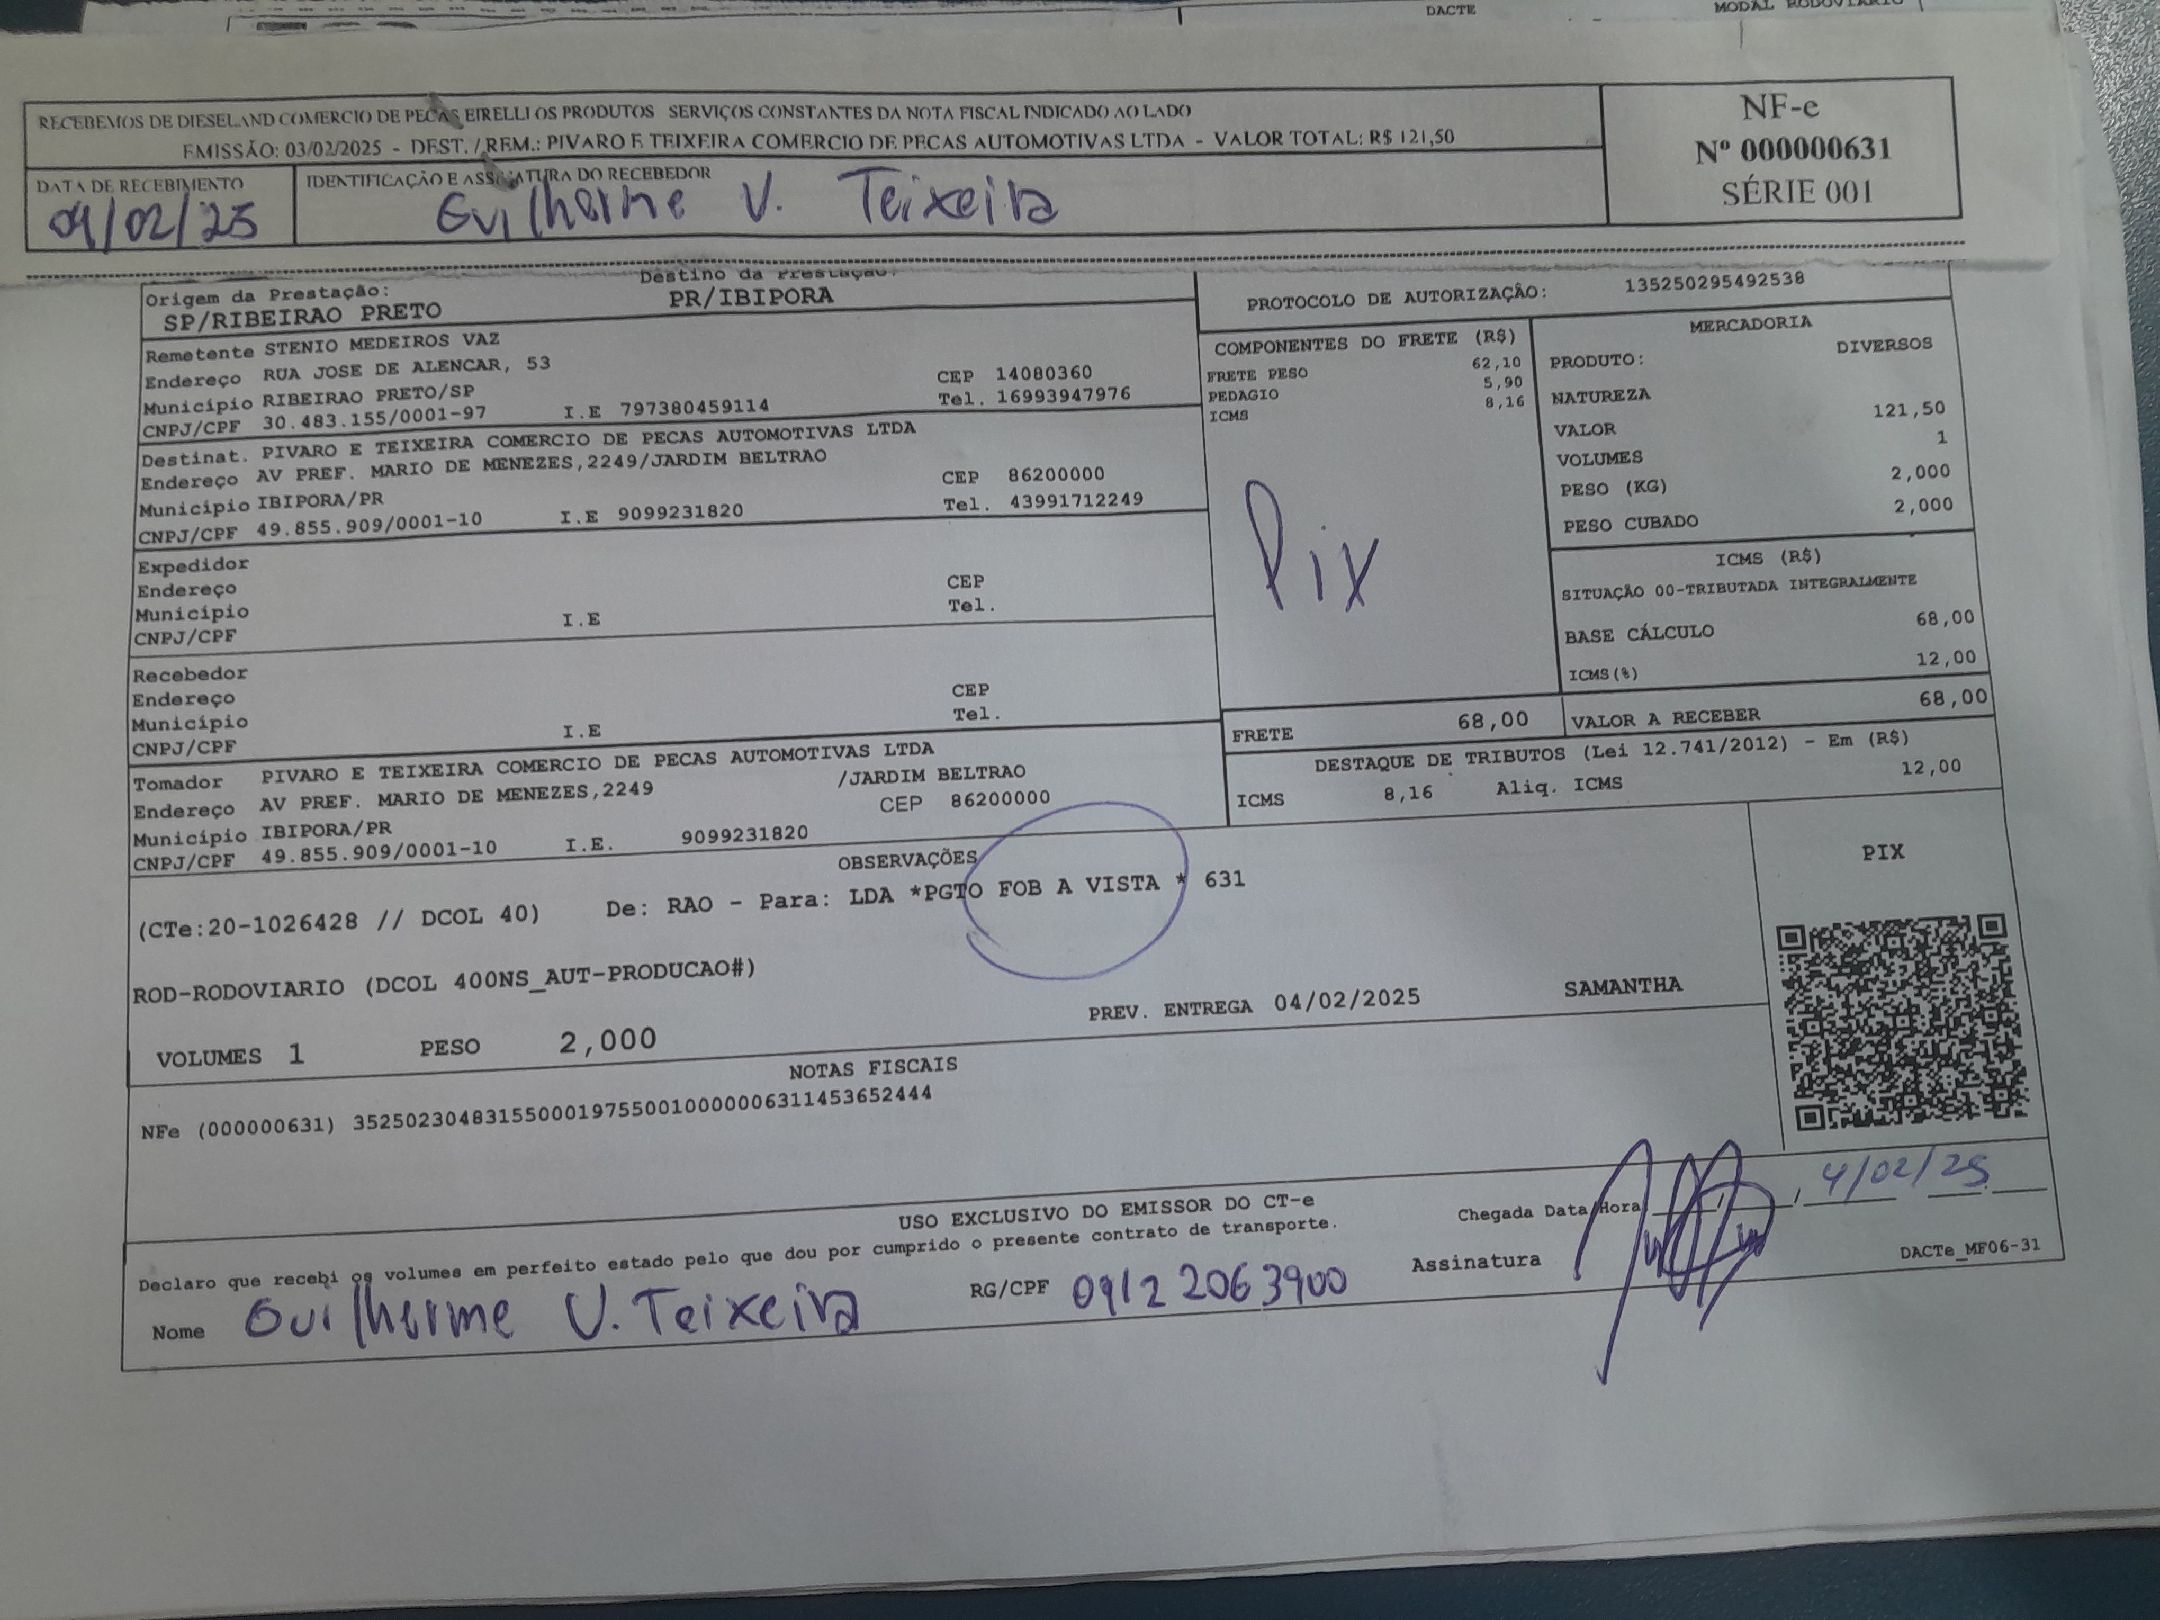 DACTE
MODAL RODOVIARIO
RECEBEMOS DE DIESELAND COMERCIO DE PECAS EIRELLI OS PRODUTOS SERVIÇOS CONSTANTES DA NOTA FISCAL INDICADO AO LADO
EMISSÃO: 03/02/2025 - DEST. / REM.: PIVARO E TEIXEIRA COMERCIO DE PECAS AUTOMOTIVAS LTDA - VALOR TOTAL: R$ 121,50
NF-e
Nº 000000631
SÉRIE 001
DATA DE RECEBIMENTO
04/02/25
IDENTIFICAÇÃO E ASSINATURA DO RECEBEDOR
Guilherme V. Teixeira
Origem da Prestação:
SP/RIBEIRAO PRETO
Destino da Prestação:
PR/IBIPORA
PROTOCOLO DE AUTORIZAÇÃO: 135250295492538
Remetente STENIO MEDEIROS VAZ
Endereço RUA JOSE DE ALENCAR, 53
Município RIBEIRAO PRETO/SP CEP 14080360
CNPJ/CPF 30.483.155/0001-97 I.E 797380459114 Tel. 16993947976
Destinat. PIVARO E TEIXEIRA COMERCIO DE PECAS AUTOMOTIVAS LTDA
Endereço AV PREF. MARIO DE MENEZES,2249/JARDIM BELTRAO
Município IBIPORA/PR CEP 86200000
CNPJ/CPF 49.855.909/0001-10 I.E 9099231820 Tel. 43991712249
Expedidor
Endereço CEP
Município Tel.
CNPJ/CPF I.E
Recebedor
Endereço CEP
Município Tel.
CNPJ/CPF I.E
Tomador PIVARO E TEIXEIRA COMERCIO DE PECAS AUTOMOTIVAS LTDA
Endereço AV PREF. MARIO DE MENEZES,2249 /JARDIM BELTRAO
Município IBIPORA/PR CEP 86200000
CNPJ/CPF 49.855.909/0001-10 I.E. 9099231820
COMPONENTES DO FRETE (R$)
FRETE PESO 62,10
PEDAGIO 5,90
ICMS 8,16
Pix
MERCADORIA
PRODUTO: DIVERSOS
NATUREZA
VALOR 121,50
VOLUMES 1
PESO (KG) 2,000
PESO CUBADO 2,000
ICMS (R$)
SITUAÇÃO 00-TRIBUTADA INTEGRALMENTE
BASE CÁLCULO 68,00
ICMS(%) 12,00
FRETE 68,00
VALOR A RECEBER 68,00
DESTAQUE DE TRIBUTOS (Lei 12.741/2012) - Em (R$)
ICMS 8,16 Aliq. ICMS 12,00
OBSERVAÇÕES
(CTe:20-1026428 // DCOL 40) De: RAO - Para: LDA *PGTO FOB A VISTA * 631
ROD-RODOVIARIO (DCOL 400NS_AUT-PRODUCAO#)
VOLUMES 1 PESO 2,000 PREV. ENTREGA 04/02/2025 SAMANTHA
PIX
NOTAS FISCAIS
NFe (000000631) 35250230483155000197550010000006311453652444
USO EXCLUSIVO DO EMISSOR DO CT-e
Declaro que recebi os volumes em perfeito estado pelo que dou por cumprido o presente contrato de transporte.
Chegada Data/Hora 4/02/25
Nome Guilherme V. Teixeira RG/CPF 09122063900 Assinatura
DACTe_MF06-31